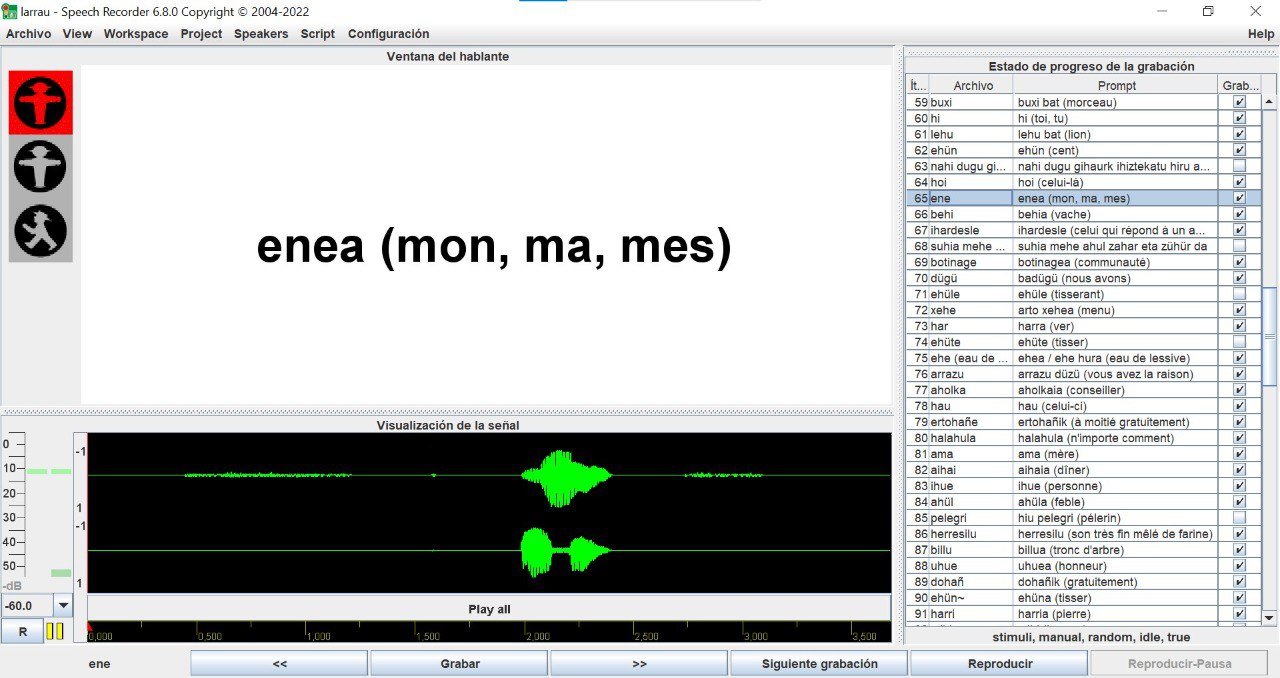 larrau - Speech Recorder 6.8.0 Copyright © 2004-2022
Archivo View Workspace Project Speakers Script Configuración Help
Ventana del hablante
enea (mon, ma, mes)
Estado de progreso de la grabación
Ít... Archivo Prompt Grab...
59 buxi buxi bat (morceau)
60 hi hi (toi, tu)
61 lehu lehu bat (lion)
62 ehün ehün (cent)
63 nahi dugu gi... nahi dugu gihaurk ihiztekatu hiru a...
64 hoi hoi (celui-là)
65 ene enea (mon, ma, mes)
66 behi behia (vache)
67 ihardesle ihardesle (celui qui répond à un a...
68 suhia mehe ... suhia mehe ahul zahar eta zühür da
69 botinage botinagea (communauté)
70 dügü badügü (nous avons)
71 ehüle ehüle (tisserant)
72 xehe arto xehea (menu)
73 har harra (ver)
74 ehüte ehüte (tisser)
75 ehe (eau de ... ehea / ehe hura (eau de lessive)
76 arrazu arrazu düzü (vous avez la raison)
77 aholka aholkaia (conseiller)
78 hau hau (celui-ci)
79 ertohañe ertohañik (à moitié gratuitement)
80 halahula halahula (n'importe comment)
81 ama ama (mère)
82 aihai aihaia (dîner)
83 ihue ihue (personne)
84 ahül ahüla (feble)
85 pelegri hiu pelegri (pélerin)
86 herresilu herresilu (son très fin mêlé de farine)
87 billu billua (tronc d'arbre)
88 uhue uhuea (honneur)
89 dohañ dohañik (gratuitement)
90 ehün~ ehüna (tisser)
91 harri harria (pierre)
stimuli, manual, random, idle, true
Visualización de la señal
0
10
20
30
40
50
-dB
-1
1
-1
1
-60.0
R
Play all
0,000 0,500 1,000 1,500 2,000 2,500 3,000 3,500
ene << Grabar >> Siguiente grabación Reproducir Reproducir-Pausa